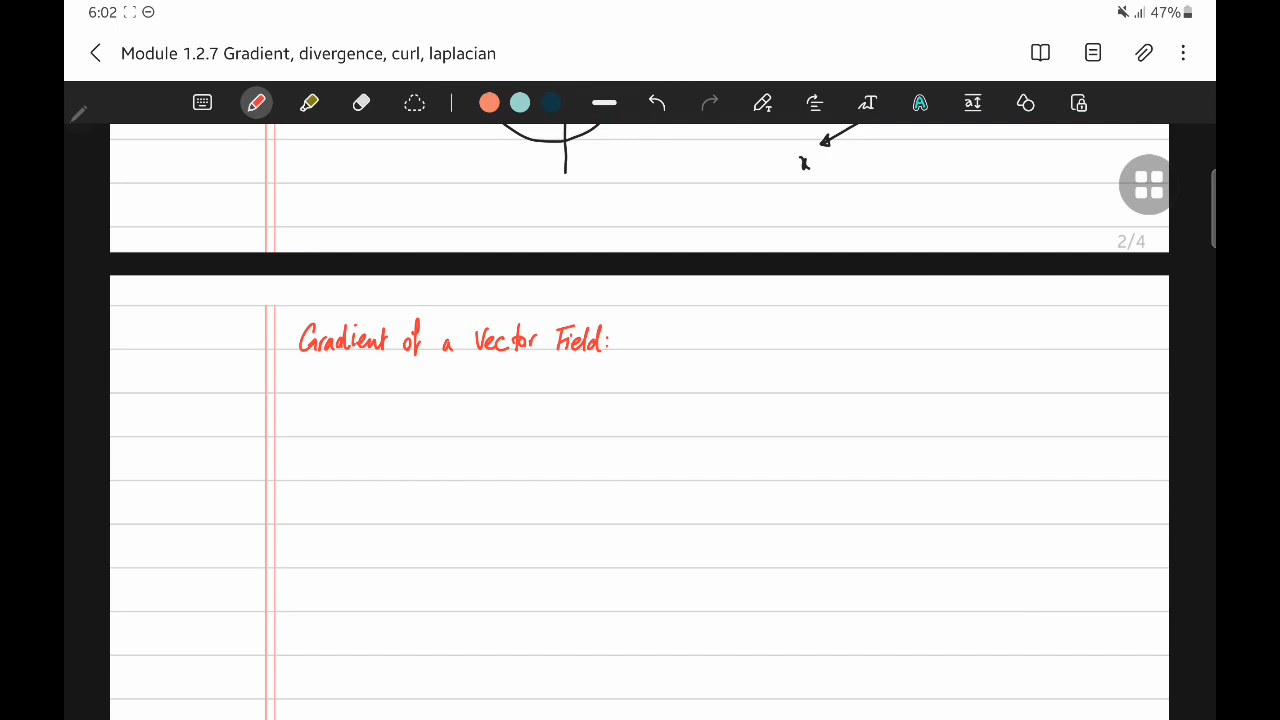 6:02
47%
Module 1.2.7 Gradient, divergence, curl, laplacian
x
2/4
Gradient of a Vector Field: